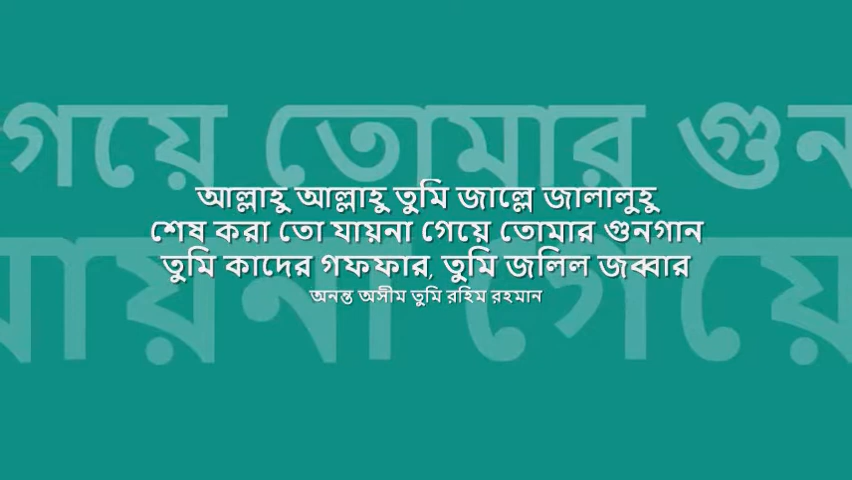 গেয়ে তোমার গুন
আল্লাহু আল্লাহু তুমি জাল্লে জালালুহু
শেষ করা তো যায়না গেয়ে তোমার গুনগান
তুমি কাদের গফফার, তুমি জলিল জব্বার
অনন্ত অসীম তুমি রহিম রহমান
যায়না গেয়ে